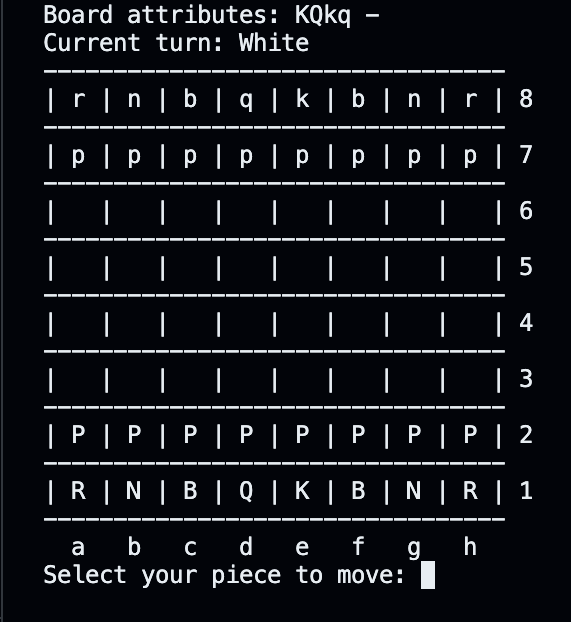 Board attributes: KQkq –
Current turn: White
---------------------------------
| r | n | b | q | k | b | n | r | 8
---------------------------------
| p | p | p | p | p | p | p | p | 7
---------------------------------
|   |   |   |   |   |   |   |   | 6
---------------------------------
|   |   |   |   |   |   |   |   | 5
---------------------------------
|   |   |   |   |   |   |   |   | 4
---------------------------------
|   |   |   |   |   |   |   |   | 3
---------------------------------
| P | P | P | P | P | P | P | P | 2
---------------------------------
| R | N | B | Q | K | B | N | R | 1
---------------------------------
  a   b   c   d   e   f   g   h
Select your piece to move: